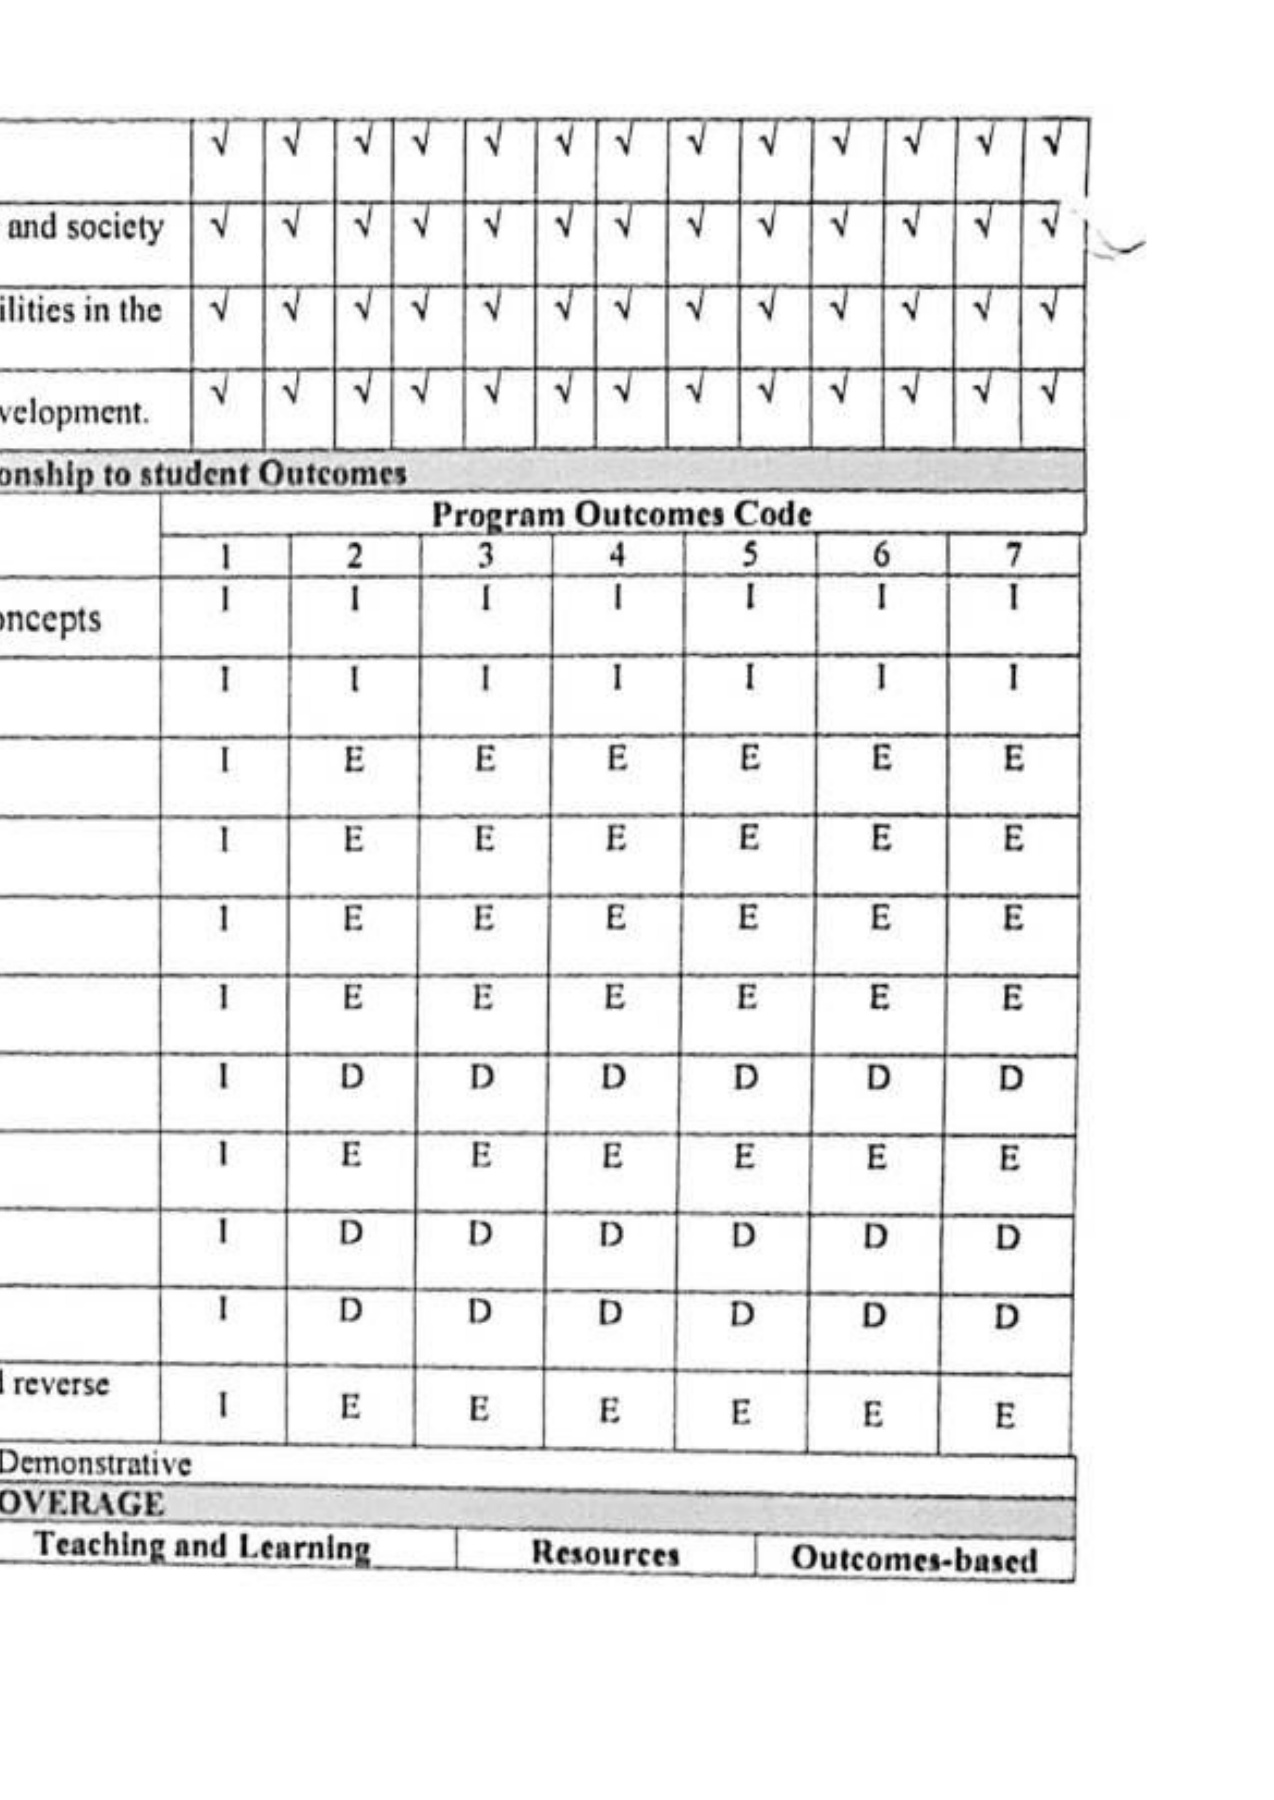 √ √ √ √ √ √ √ √ √ √ √ √ √
and society √ √ √ √ √ √ √ √ √ √ √ √ √
ilities in the √ √ √ √ √ √ √ √ √ √ √ √ √
velopment. √ √ √ √ √ √ √ √ √ √ √ √ √
onship to student Outcomes
Program Outcomes Code
1 2 3 4 5 6 7
oncepts I I I I I I I
I I I I I I I
I E E E E E E
I E E E E E E
I E E E E E E
I E E E E E E
I D D D D D D
I E E E E E E
I D D D D D D
I D D D D D D
reverse I E E E E E E
Demonstrative
OVERAGE
Teaching and Learning Resources Outcomes-based